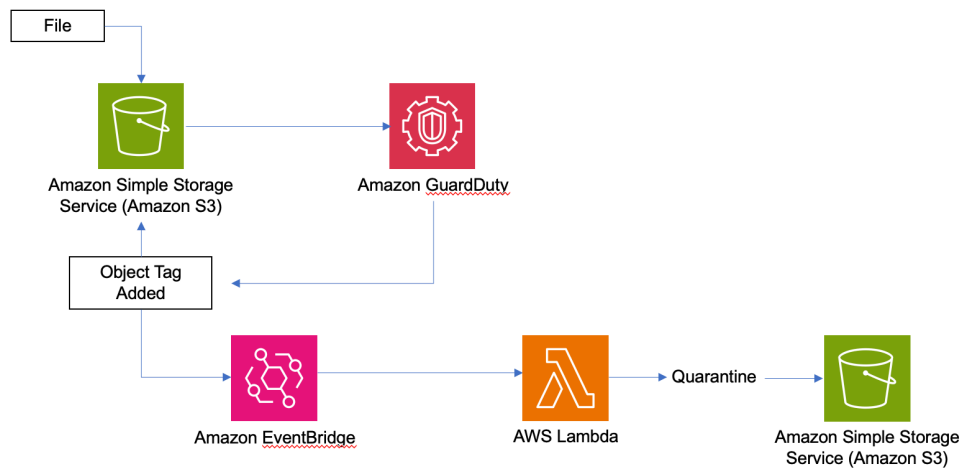 File
Amazon Simple Storage
Service (Amazon S3)
Amazon GuardDuty
Object Tag
Added
Amazon EventBridge
AWS Lambda
Quarantine
Amazon Simple Storage
Service (Amazon S3)